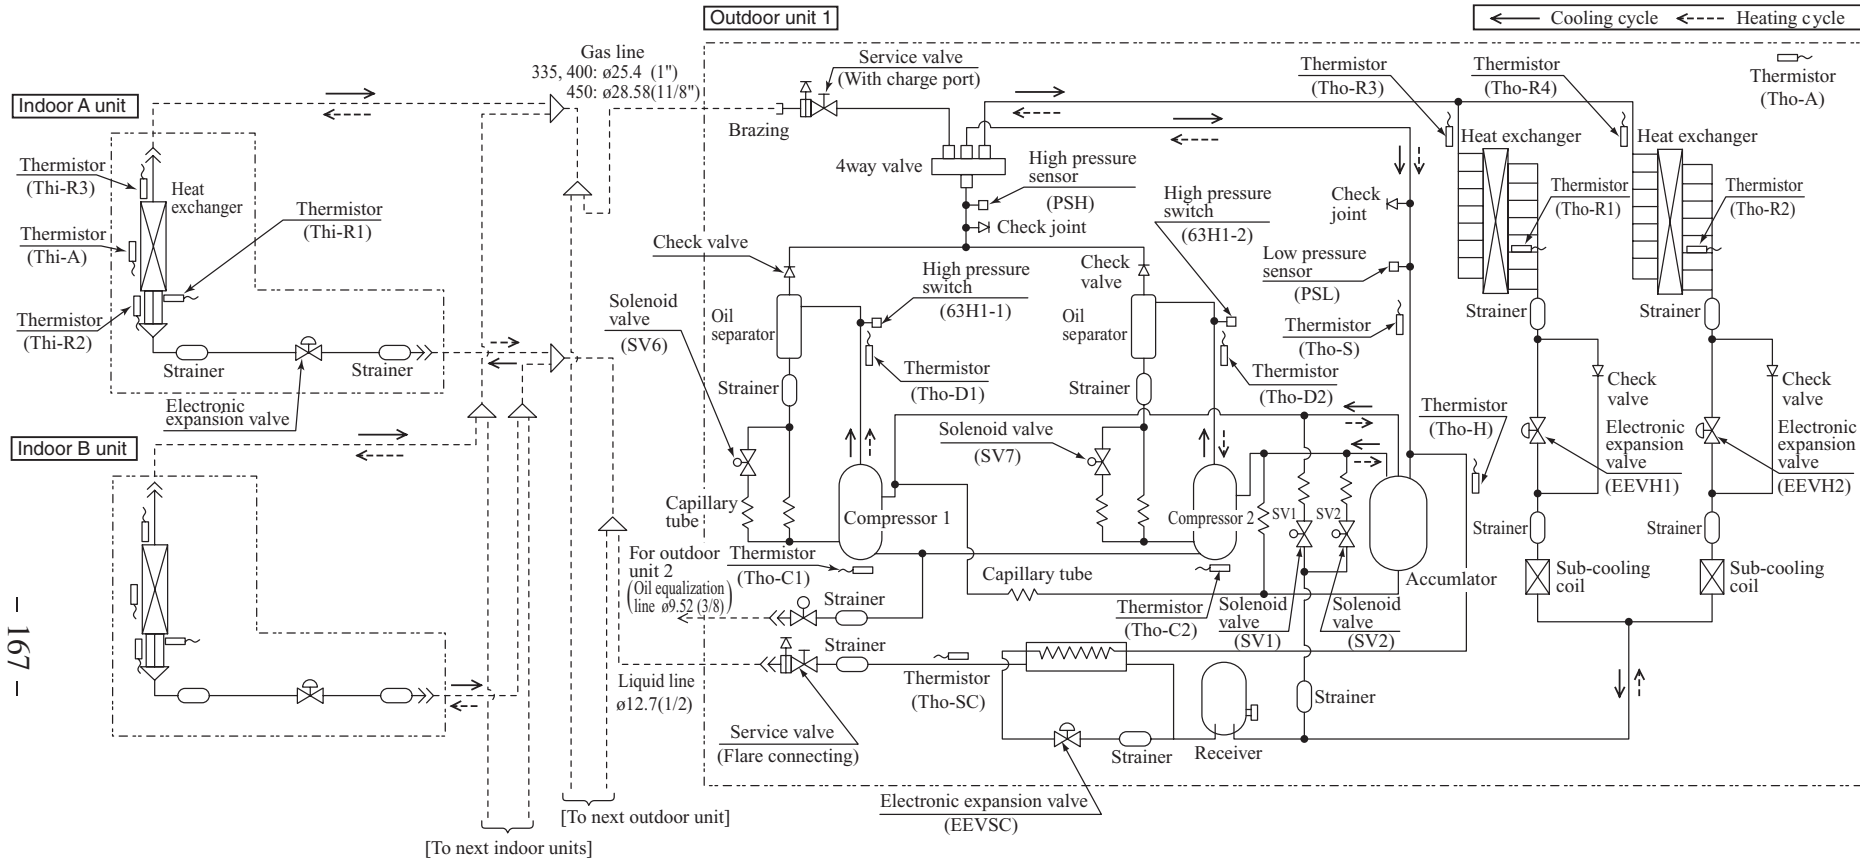 Outdoor unit 1
Cooling cycle
Heating cycle
Gas line
335, 400: ø25.4 (1")
450: ø28.58(11/8")
Service valve
(With charge port)
Thermistor
(Tho-R3)
Thermistor
(Tho-R4)
Thermistor
(Tho-A)
Indoor A unit
Brazing
Heat exchanger
Heat exchanger
4way valve
High pressure
sensor
(PSH)
High pressure
switch
(63H1-2)
Check
joint
Thermistor
(Tho-R1)
Thermistor
(Tho-R2)
Thermistor
(Thi-R3)
Heat
exchanger
Thermistor
(Thi-R1)
Thermistor
(Thi-A)
Check joint
Check valve
High pressure
switch
(63H1-1)
Check
valve
Low pressure
sensor
(PSL)
Solenoid
valve
(SV6)
Oil
separator
Oil
separator
Strainer
Strainer
Thermistor
(Thi-R2)
Thermistor
(Tho-S)
Strainer
Strainer
Strainer
Thermistor
(Tho-D1)
Strainer
Thermistor
(Tho-D2)
Check
valve
Check
valve
Electronic
expansion valve
Thermistor
(Tho-H)
Indoor B unit
Solenoid valve
(SV7)
Electronic
expansion
valve
(EEVH1)
Electronic
expansion
valve
(EEVH2)
Capillary
tube
Compressor 1
Compressor 2
SV1
SV2
Strainer
Strainer
For outdoor
unit 2
(Oil equalization
line ø9.52 (3/8))
Thermistor
(Tho-C1)
Capillary tube
Accumlator
Sub-cooling
coil
Sub-cooling
coil
Strainer
Thermistor
(Tho-C2)
Solenoid
valve
(SV1)
Solenoid
valve
(SV2)
Strainer
Liquid line
ø12.7(1/2)
Thermistor
(Tho-SC)
Strainer
Service valve
(Flare connecting)
Strainer
Receiver
Electronic expansion valve
(EEVSC)
[To next outdoor unit]
[To next indoor units]
– 167 –